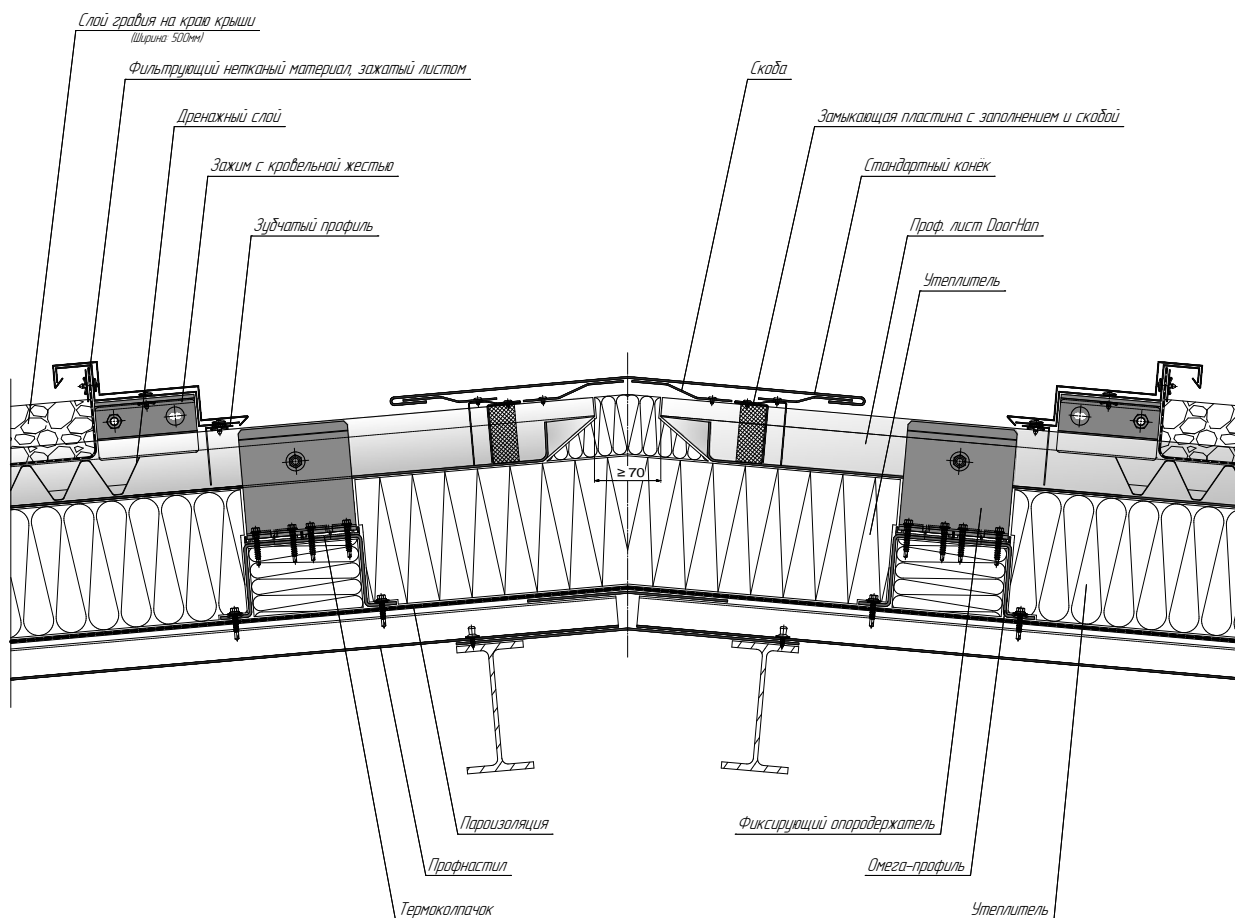 Слой гравия на краю крыши
(Ширина 500мм)
Фильтрующий нетканый материал, зажатый листом
Скоба
Дренажный слой
Замыкающая пластина с заполнением и скобой
Зажим с кровельной жестью
Стандартный конёк
Зубчатый профиль
Проф. лист DoorHan
Утеплитель
≥70
Пароизоляция
Фиксирующий опородержатель
Профнастил
Омега-профиль
Термоколпачок
Утеплитель